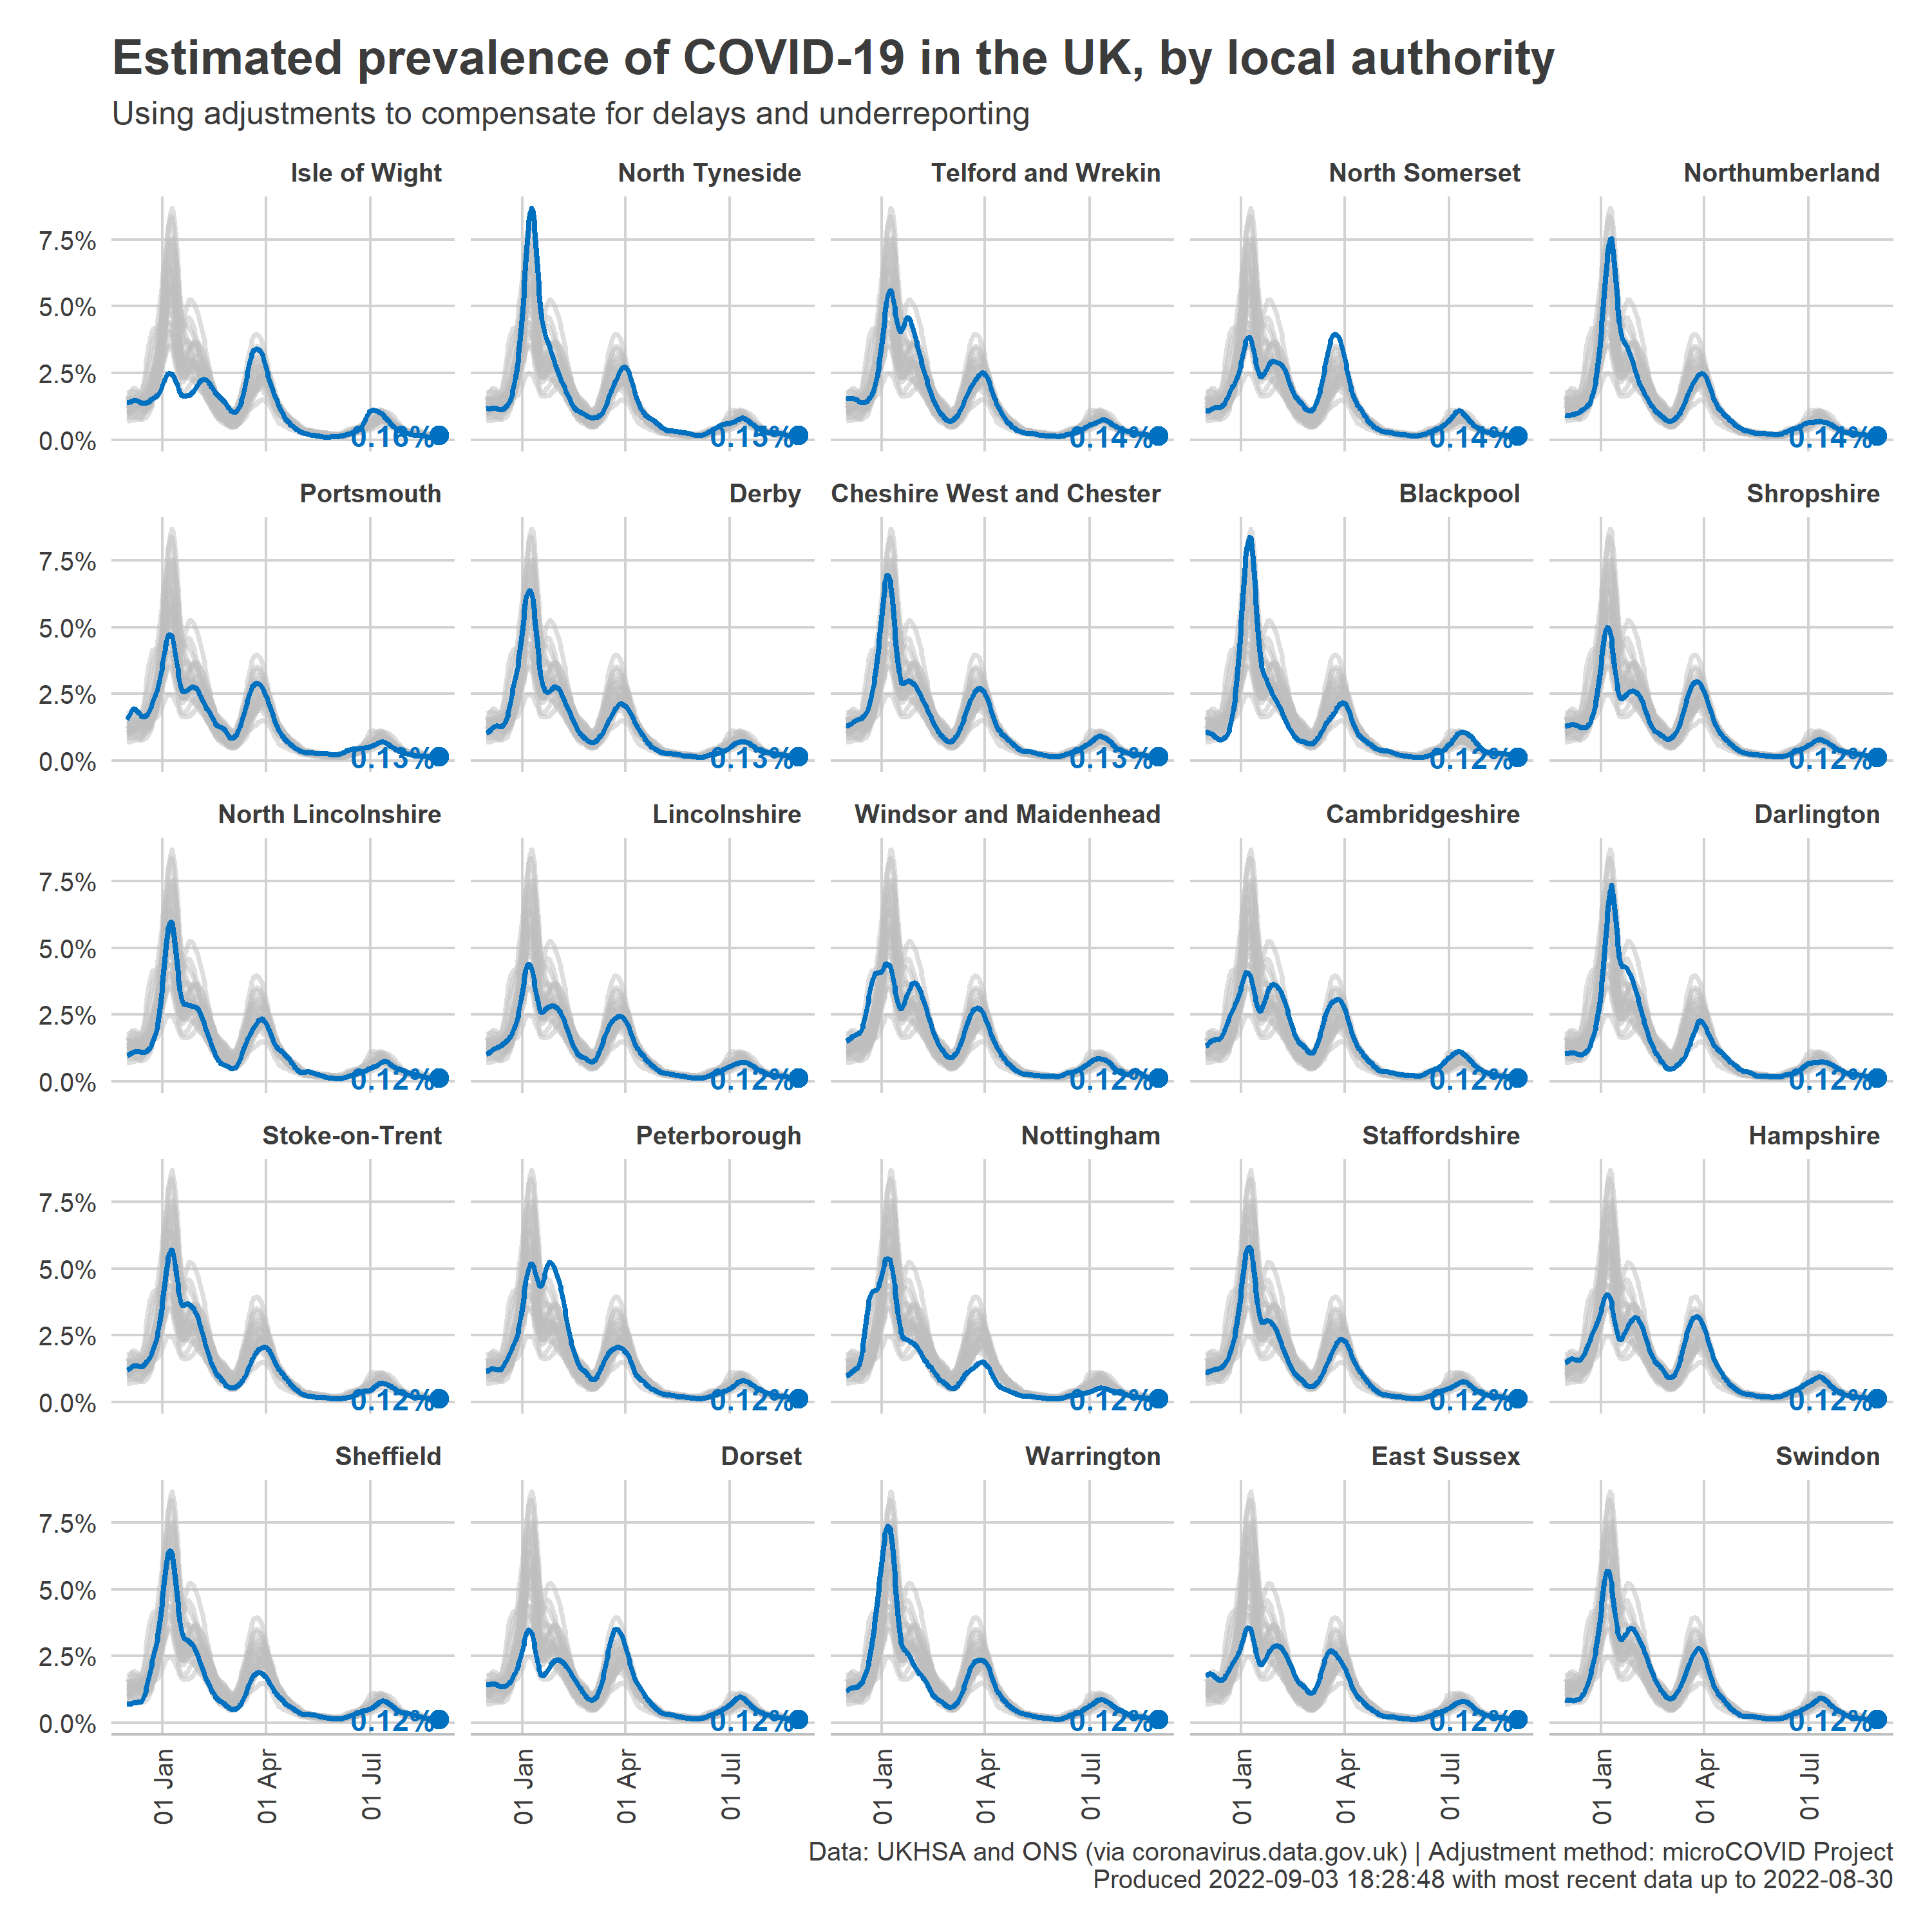 Estimated prevalence of COVID-19 in the UK, by local authority
Using adjustments to compensate for delays and underreporting
Isle of Wight
North Tyneside
Telford and Wrekin
North Somerset
Northumberland
7.5%
5.0%
2.5%
0.0%
0.16%
0.15%
0.14%
0.14%
0.14%
Portsmouth
Derby
Cheshire West and Chester
Blackpool
Shropshire
7.5%
5.0%
2.5%
0.0%
0.13%
0.13%
0.13%
0.12%
0.12%
North Lincolnshire
Lincolnshire
Windsor and Maidenhead
Cambridgeshire
Darlington
7.5%
5.0%
2.5%
0.0%
0.12%
0.12%
0.12%
0.12%
0.12%
Stoke-on-Trent
Peterborough
Nottingham
Staffordshire
Hampshire
7.5%
5.0%
2.5%
0.0%
0.12%
0.12%
0.12%
0.12%
0.12%
Sheffield
Dorset
Warrington
East Sussex
Swindon
7.5%
5.0%
2.5%
0.0%
0.12%
0.12%
0.12%
0.12%
0.12%
01 Jan
01 Apr
01 Jul
01 Jan
01 Apr
01 Jul
01 Jan
01 Apr
01 Jul
01 Jan
01 Apr
01 Jul
01 Jan
01 Apr
01 Jul
Data: UKHSA and ONS (via coronavirus.data.gov.uk) | Adjustment method: microCOVID Project
Produced 2022-09-03 18:28:48 with most recent data up to 2022-08-30